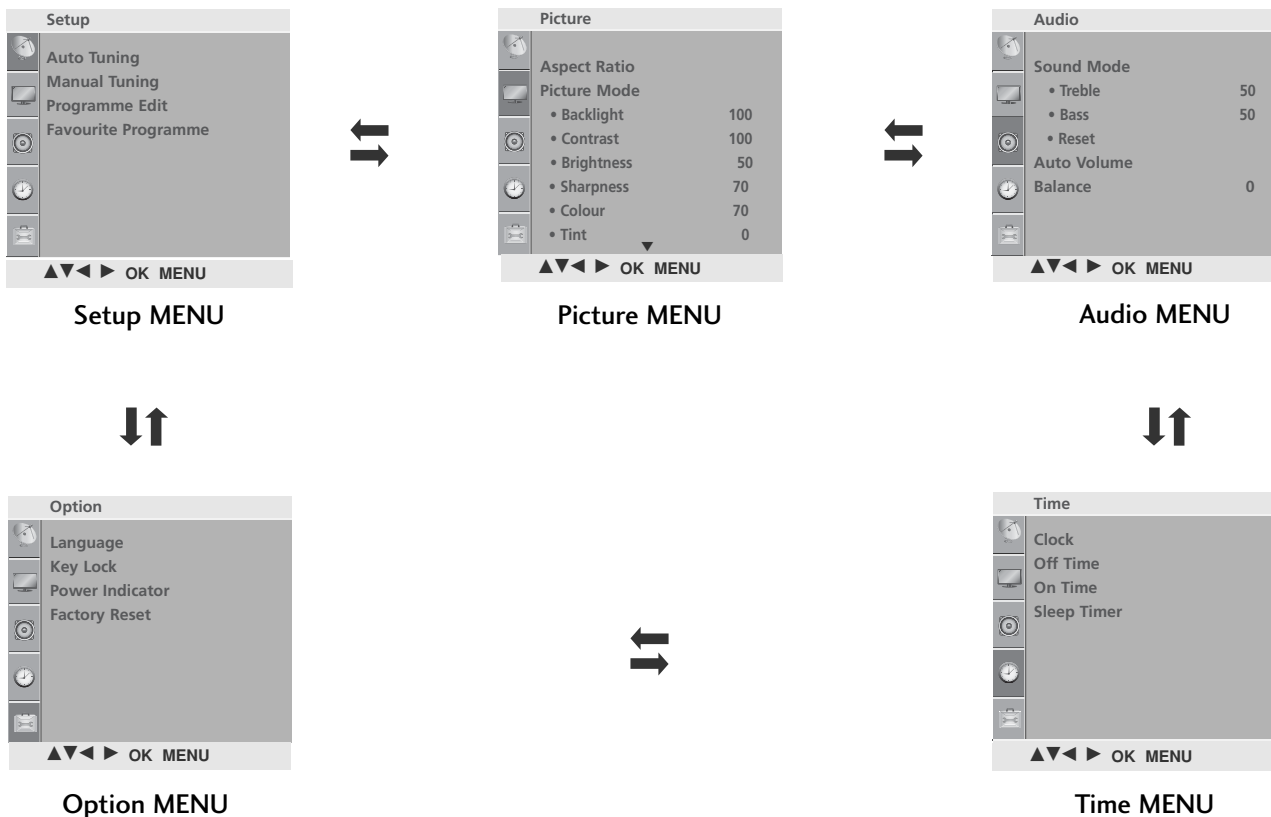 Setup
Auto Tuning
Manual Tuning
Programme Edit
Favourite Programme
▲▼◄ ► OK MENU
Setup MENU
Picture
Aspect Ratio
Picture Mode
• Backlight 100
• Contrast 100
• Brightness 50
• Sharpness 70
• Colour 70
• Tint 0
▼
▲▼◄ ► OK MENU
Picture MENU
Audio
Sound Mode
• Treble 50
• Bass 50
• Reset
Auto Volume
Balance 0
▲▼◄ ► OK MENU
Audio MENU
Option
Language
Key Lock
Power Indicator
Factory Reset
▲▼◄ ► OK MENU
Option MENU
Time
Clock
Off Time
On Time
Sleep Timer
▲▼◄ ► OK MENU
Time MENU